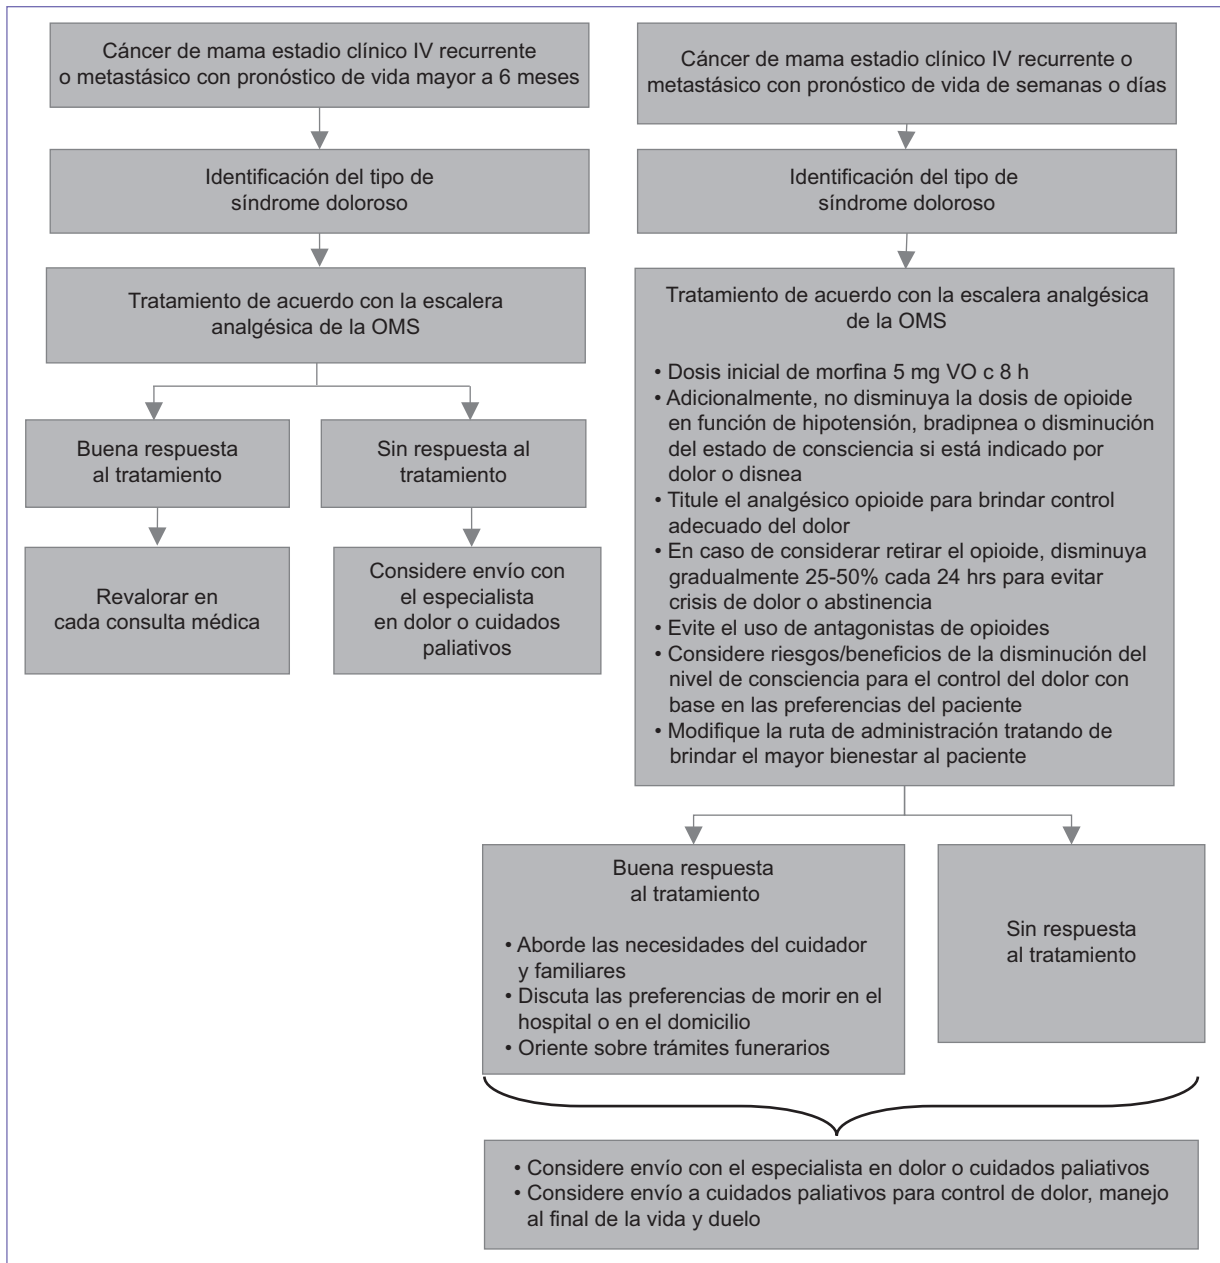 Cáncer de mama estadio clínico IV recurrente
o metastásico con pronóstico de vida mayor a 6 meses
Identificación del tipo de
síndrome doloroso
Tratamiento de acuerdo con la escalera
analgésica de la OMS
Buena respuesta
al tratamiento
Sin respuesta al
tratamiento
Revalorar en
cada consulta médica
Considere envío con
el especialista
en dolor o cuidados
paliativos
Cáncer de mama estadio clínico IV recurrente o
metastásico con pronóstico de vida de semanas o días
Identificación del tipo de
síndrome doloroso
Tratamiento de acuerdo con la escalera analgésica
de la OMS
• Dosis inicial de morfina 5 mg VO c 8 h
• Adicionalmente, no disminuya la dosis de opioide
en función de hipotensión, bradipnea o disminución
del estado de consciencia si está indicado por
dolor o disnea
• Titule el analgésico opioide para brindar control
adecuado del dolor
• En caso de considerar retirar el opioide, disminuya
gradualmente 25-50% cada 24 hrs para evitar
crisis de dolor o abstinencia
• Evite el uso de antagonistas de opioides
• Considere riesgos/beneficios de la disminución del
nivel de consciencia para el control del dolor con
base en las preferencias del paciente
• Modifique la ruta de administración tratando de
brindar el mayor bienestar al paciente
Buena respuesta
al tratamiento
• Aborde las necesidades del cuidador
y familiares
• Discuta las preferencias de morir en el
hospital o en el domicilio
• Oriente sobre trámites funerarios
Sin respuesta
al tratamiento
• Considere envío con el especialista en dolor o cuidados paliativos
• Considere envío a cuidados paliativos para control de dolor, manejo
al final de la vida y duelo